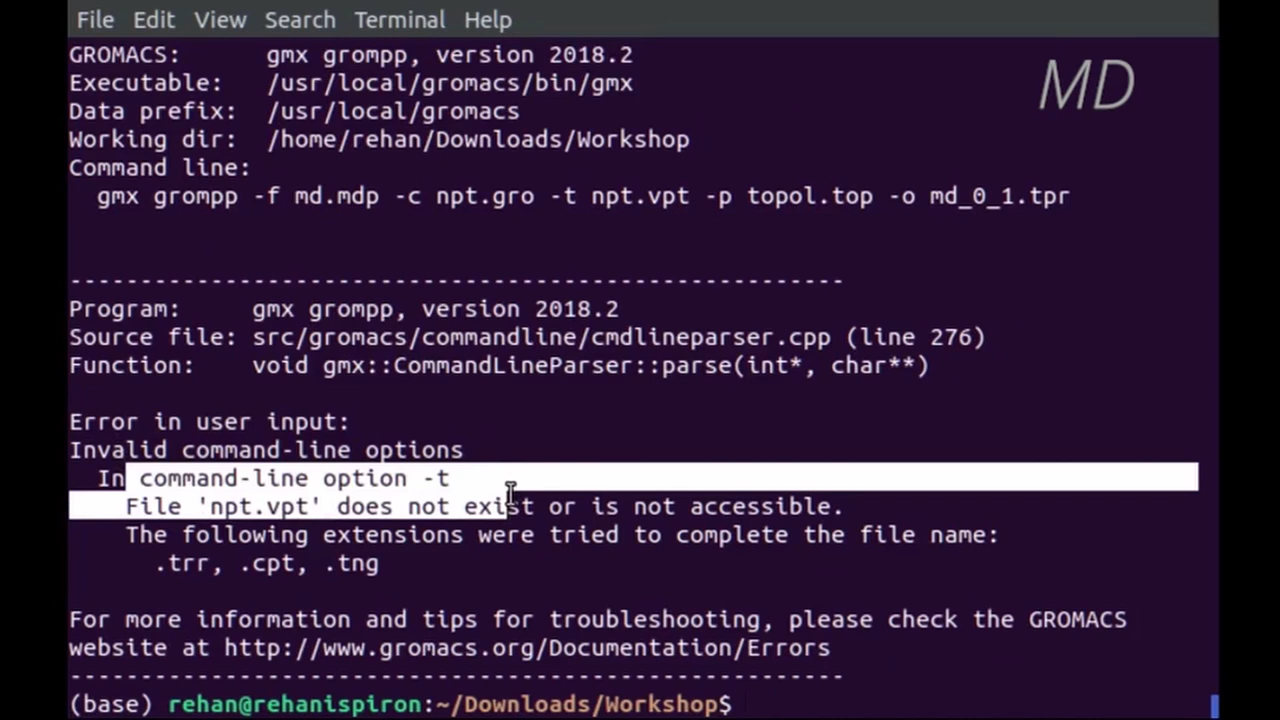 File Edit View Search Terminal Help
MD
GROMACS: gmx grompp, version 2018.2
Executable: /usr/local/gromacs/bin/gmx
Data prefix: /usr/local/gromacs
Working dir: /home/rehan/Downloads/Workshop
Command line:
gmx grompp -f md.mdp -c npt.gro -t npt.vpt -p topol.top -o md_0_1.tpr
-------------------------------------------------------
Program: gmx grompp, version 2018.2
Source file: src/gromacs/commandline/cmdlineparser.cpp (line 276)
Function: void gmx::CommandLineParser::parse(int*, char**)
Error in user input:
Invalid command-line options
In command-line option -t
File 'npt.vpt' does not exist or is not accessible.
The following extensions were tried to complete the file name:
.trr, .cpt, .tng
For more information and tips for troubleshooting, please check the GROMACS
website at http://www.gromacs.org/Documentation/Errors
-------------------------------------------------------
(base) rehan@rehanispiron:~/Downloads/Workshop$